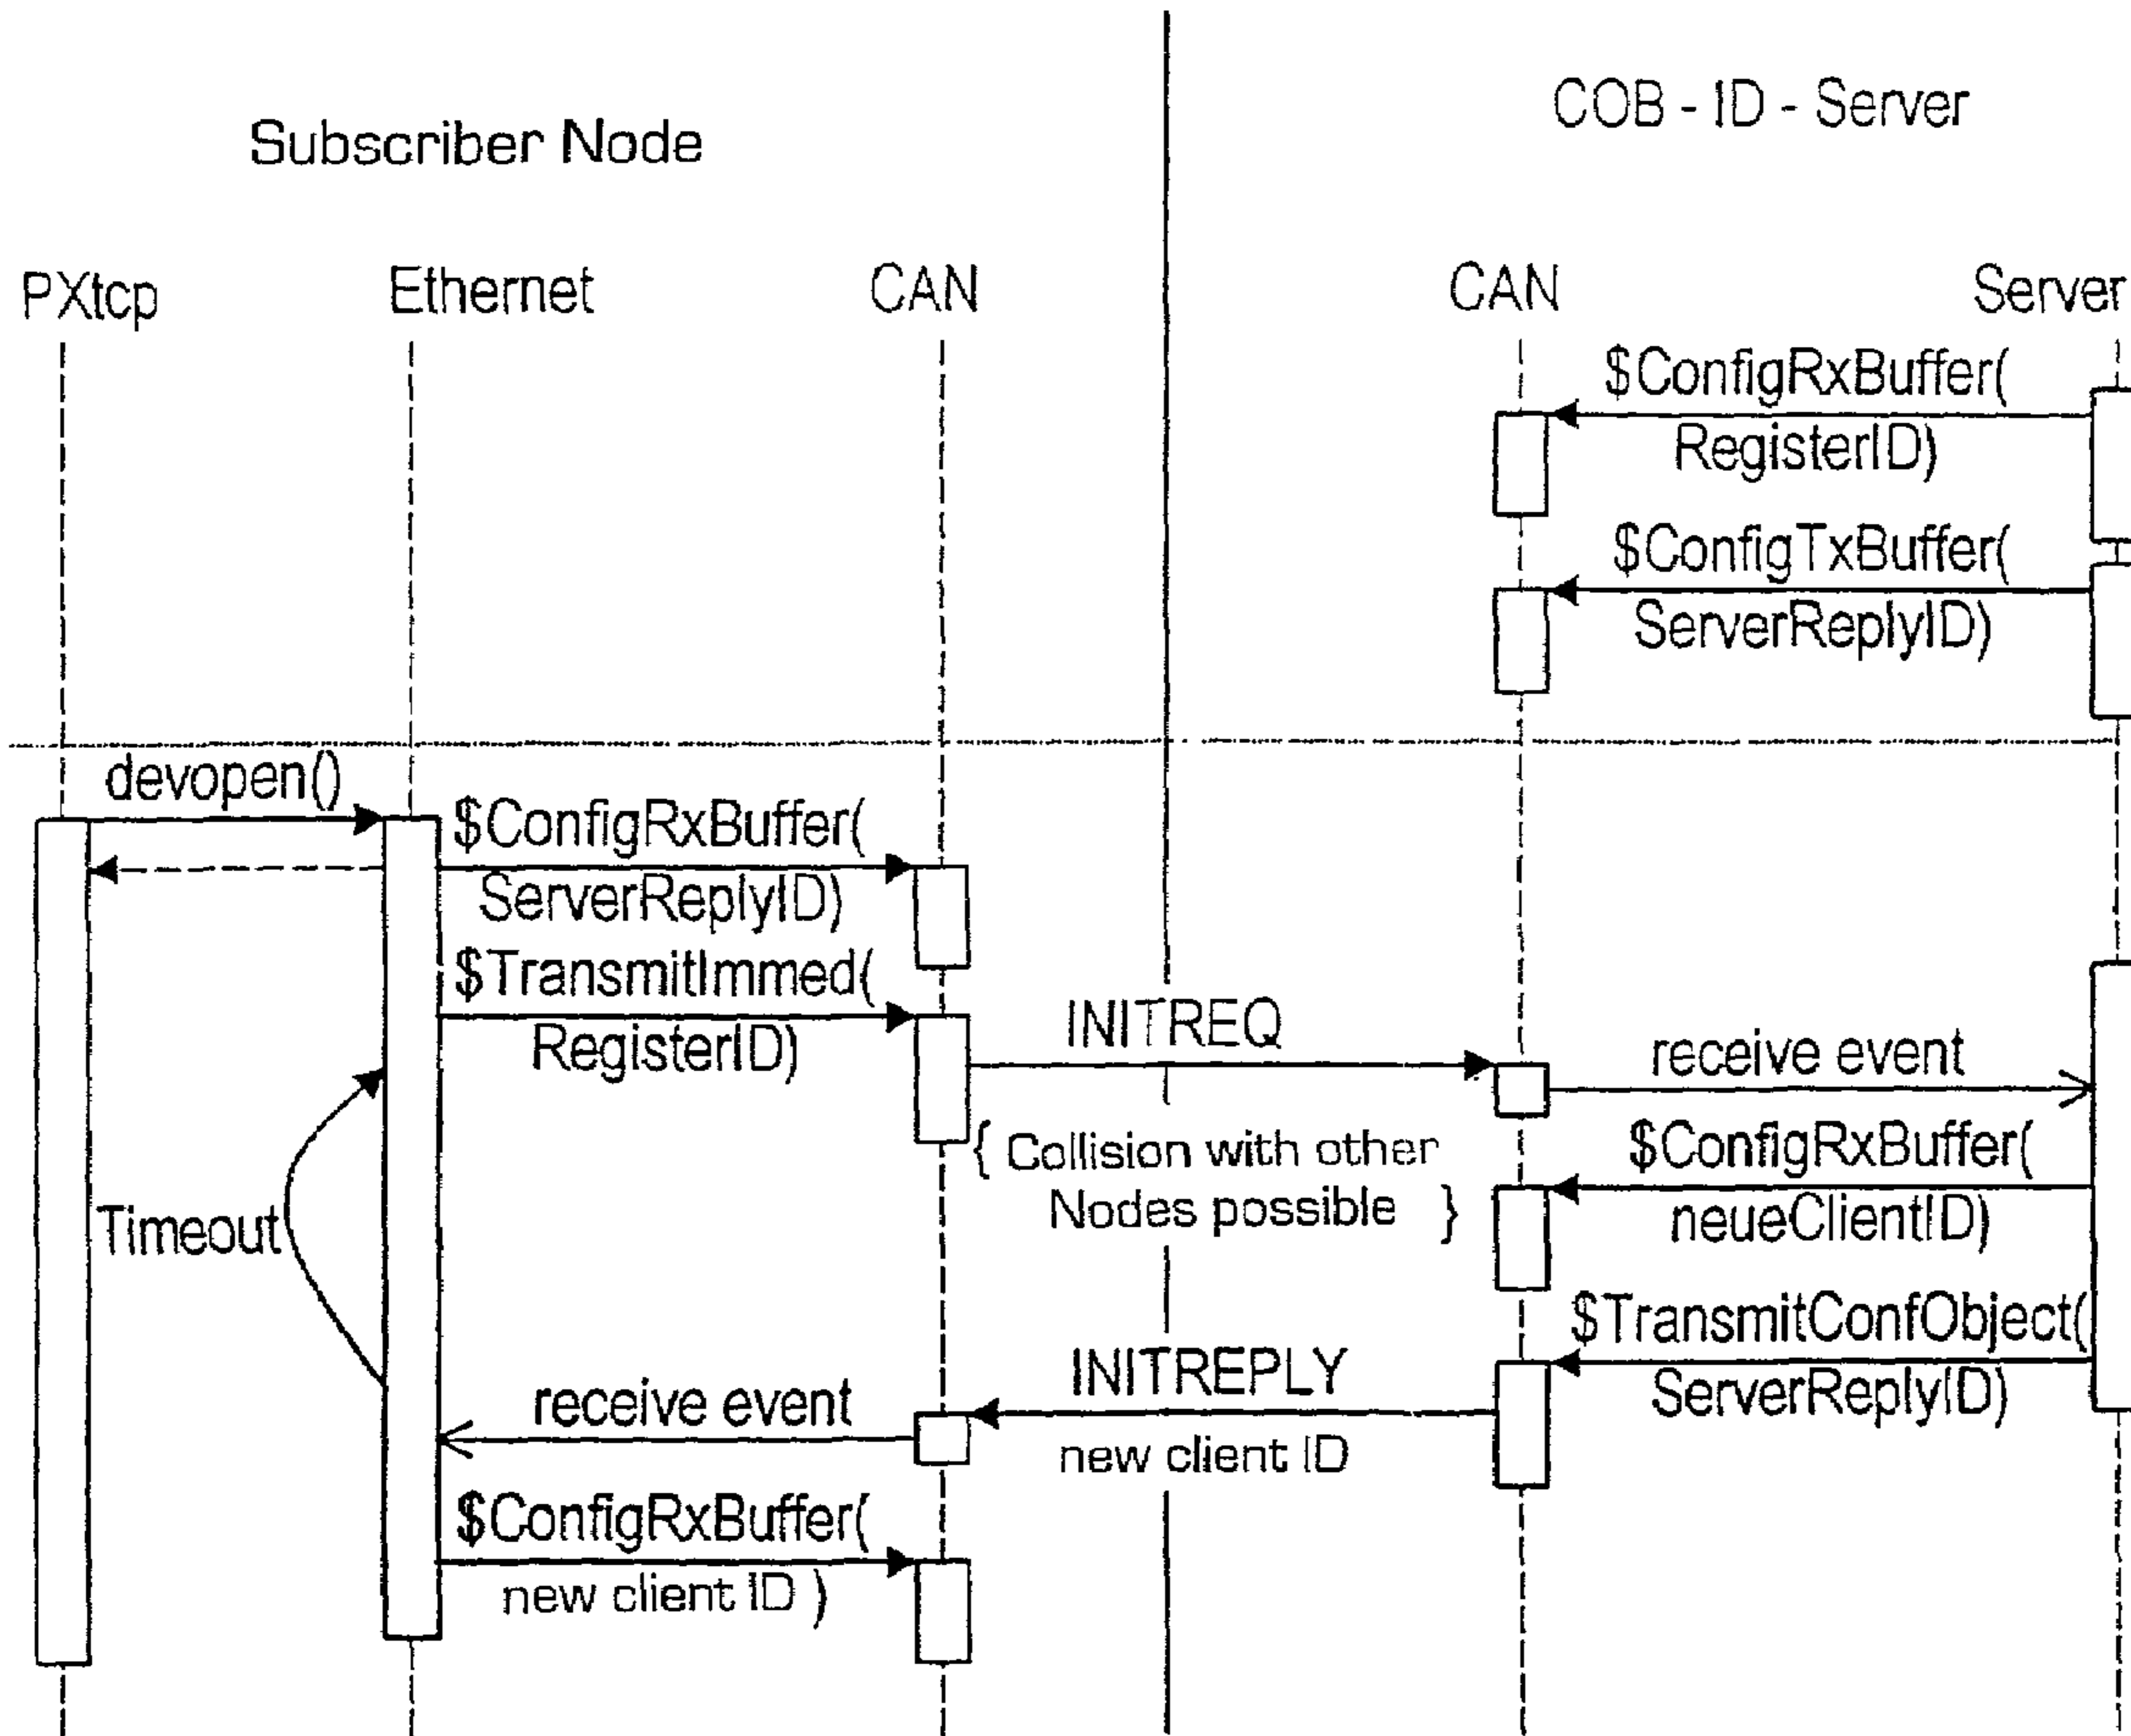 COB - ID - Server
Subscriber Node
PXtcp
Ethernet
CAN
CAN
Server
$ConfigRxBuffer(
RegisterID)
$ConfigTxBuffer(
ServerReplyID)
devopen()
$ConfigRxBuffer(
ServerReplyID)
$TransmitImmed(
RegisterID)
INITREQ
receive event
{ Collision with other
Nodes possible }
$ConfigRxBuffer(
neueClientID)
Timeout
$TransmitConfObject(
ServerReplyID)
INITREPLY
new client ID
receive event
$ConfigRxBuffer(
new client ID )